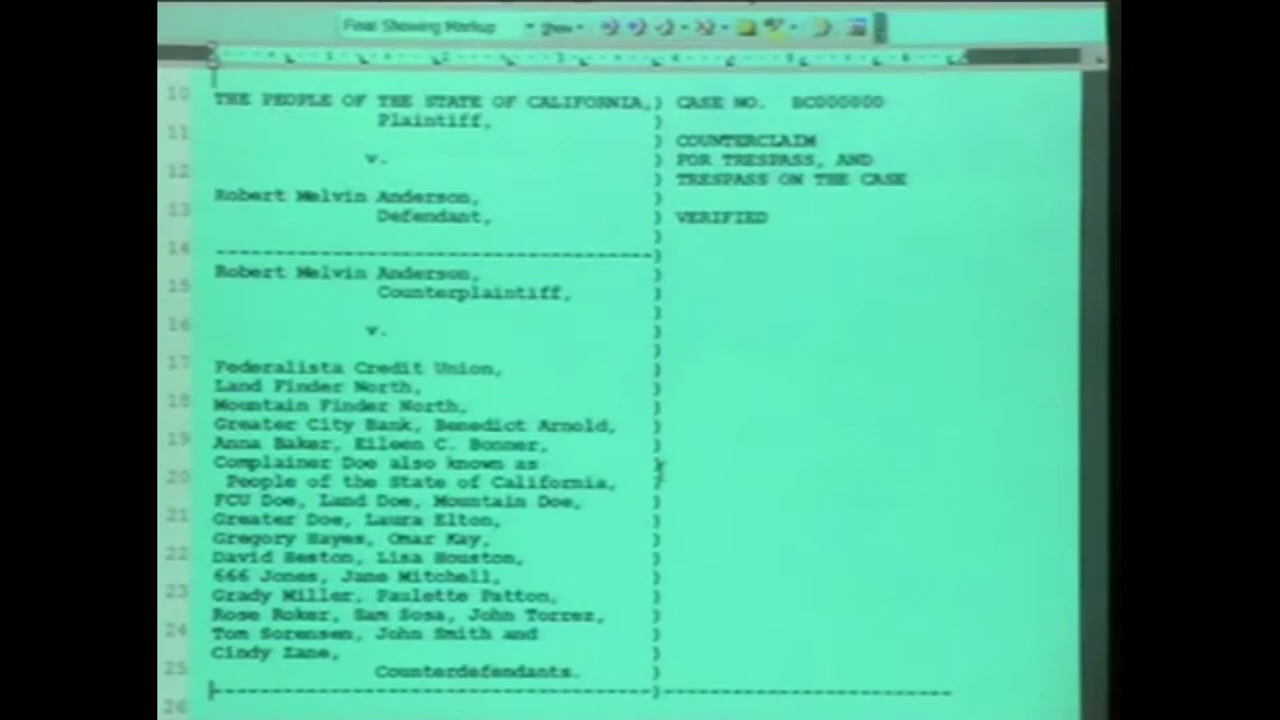 Final Showing Markup
Show
10
THE PEOPLE OF THE STATE OF CALIFORNIA,) CASE NO. BC000000
Plaintiff, )
11
) COUNTERCLAIM
v. ) FOR TRESPASS, AND
12
) TRESPASS ON THE CASE
Robert Melvin Anderson, )
13
Defendant, ) VERIFIED
)
14
---------------------------------------)
Robert Melvin Anderson, )
15
Counterplaintiff, )
)
16
v. )
)
17
Federalista Credit Union, )
Land Finder North, )
18
Mountain Finder North, )
Greater City Bank, Benedict Arnold, )
19
Anna Baker, Eileen C. Bonner, )
Complainer Doe also known as )
20
People of the State of California, )
FCU Doe, Land Doe, Mountain Doe, )
21
Greater Doe, Laura Elton, )
Gregory Hayes, Omar Kay, )
22
David Heston, Lisa Houston, )
666 Jones, Jane Mitchell, )
23
Grady Miller, Paulette Patton, )
Rose Roker, Sam Sosa, John Torrez, )
24
Tom Sorensen, John Smith and )
Cindy Zane, )
25
Counterdefendants. )
---------------------------------------)--------------------------
26